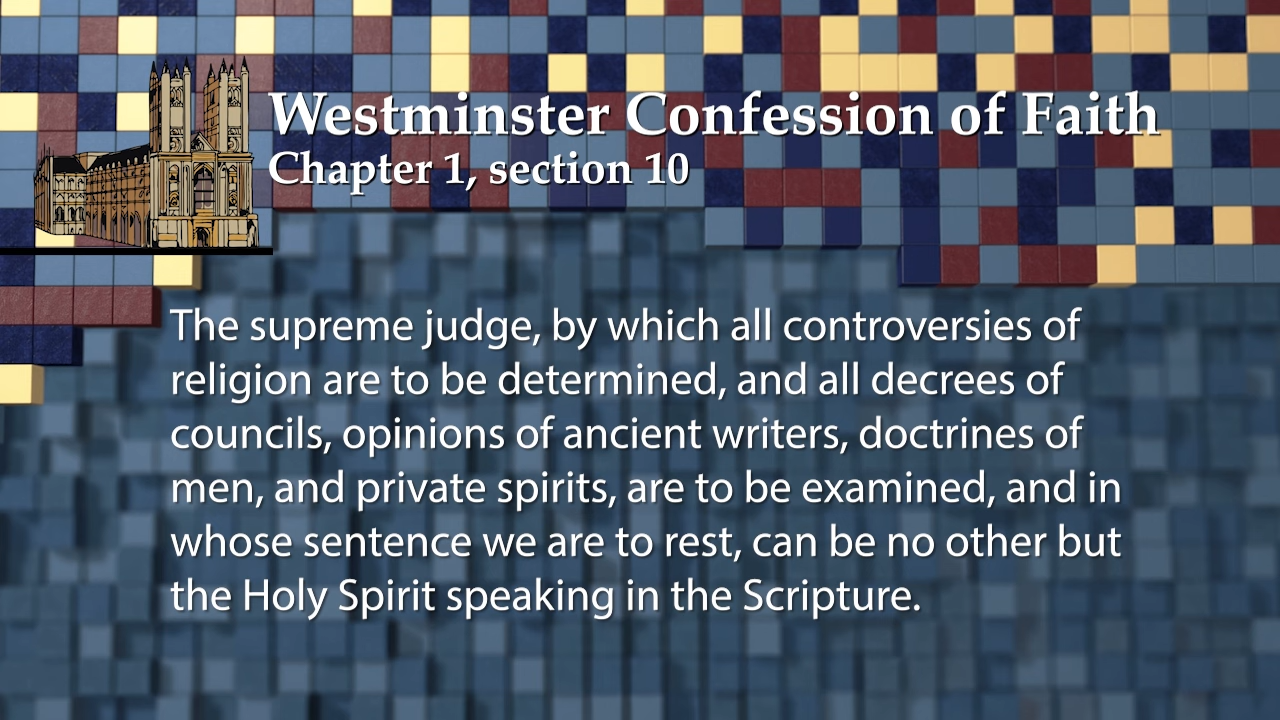 Westminster Confession of Faith
Chapter 1, section 10
The supreme judge, by which all controversies of
religion are to be determined, and all decrees of
councils, opinions of ancient writers, doctrines of
men, and private spirits, are to be examined, and in
whose sentence we are to rest, can be no other but
the Holy Spirit speaking in the Scripture.